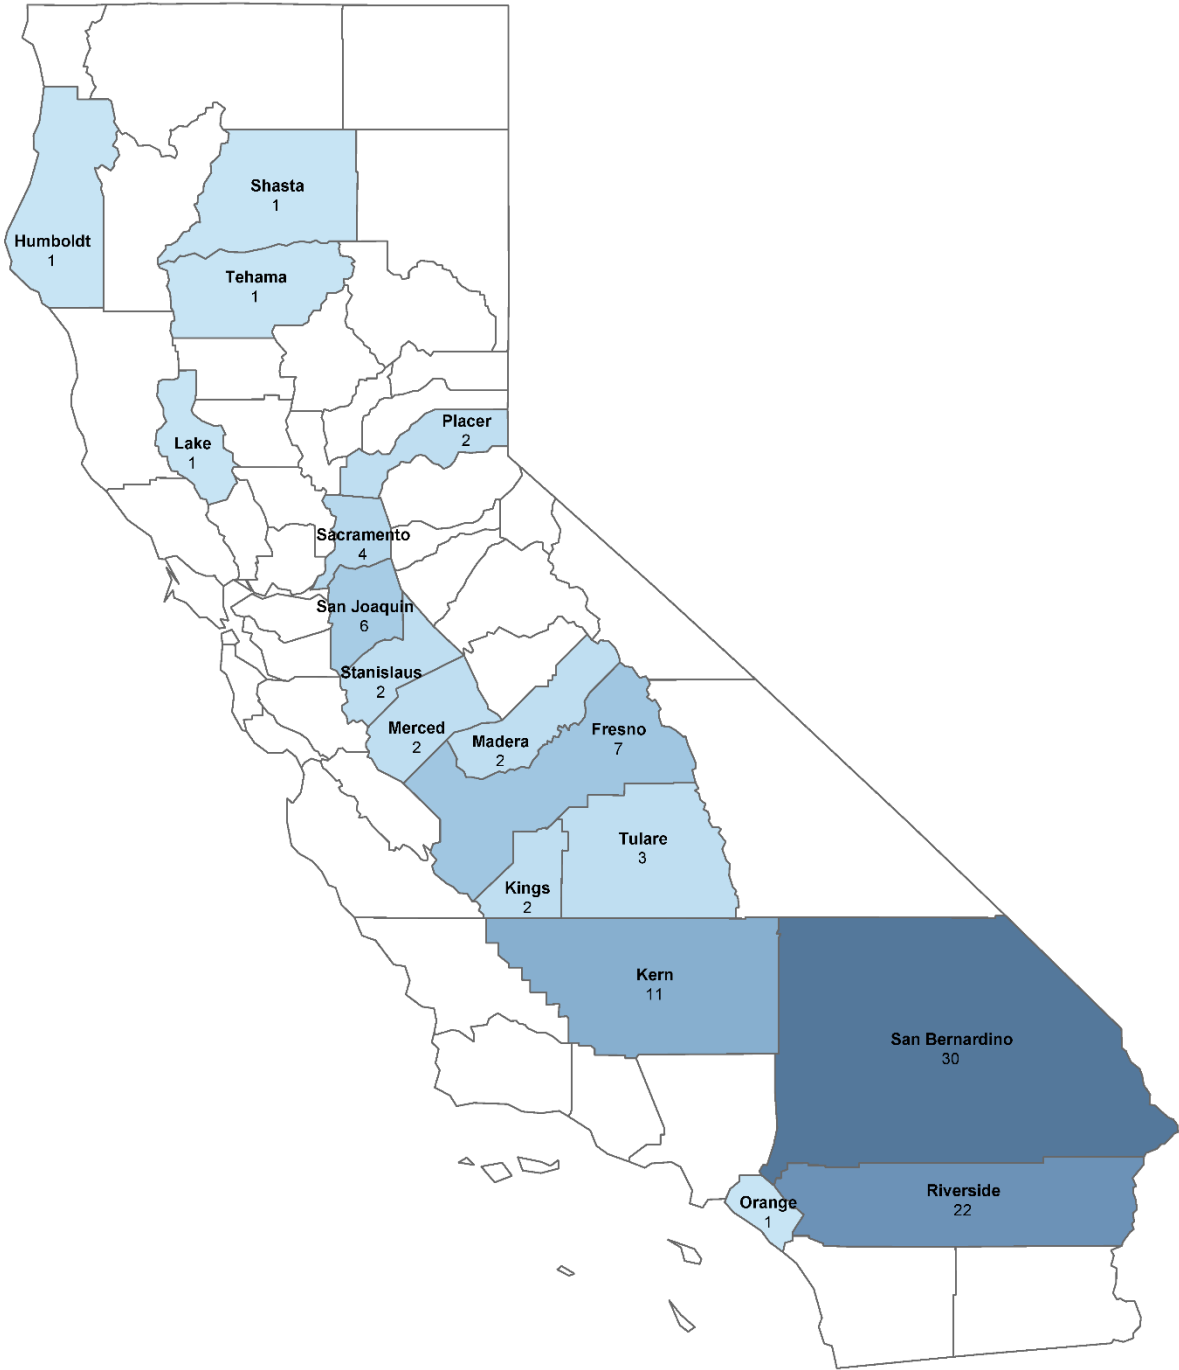 Shasta
1
Humboldt
1
Tehama
1
Placer
2
Lake
1
Sacramento
4
San Joaquin
6
Stanislaus
2
Merced
2
Madera
2
Fresno
7
Tulare
3
Kings
2
Kern
11
San Bernardino
30
Riverside
22
Orange
1